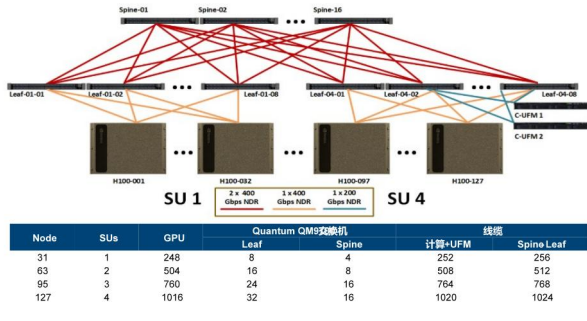 Spine-01 Spine-02 Spine-16
Leaf-01-01 Leaf-01-02 Leaf-01-08 Leaf-04-01 Leaf-04-02 Leaf-04-08
C-UFM 1
C-UFM 2
H100-001 H100-032 H100-097 H100-127
SU 1 SU 4
2 x 400 1 x 400 1 x 200
Gbps NDR Gbps NDR Gbps NDR
Node SUs GPU Quantum QM9交换机 线缆
Leaf Spine 计算+UFM Spine Leaf
31 1 248 8 4 252 256
63 2 504 16 8 508 512
95 3 760 24 16 764 768
127 4 1016 32 16 1020 1024